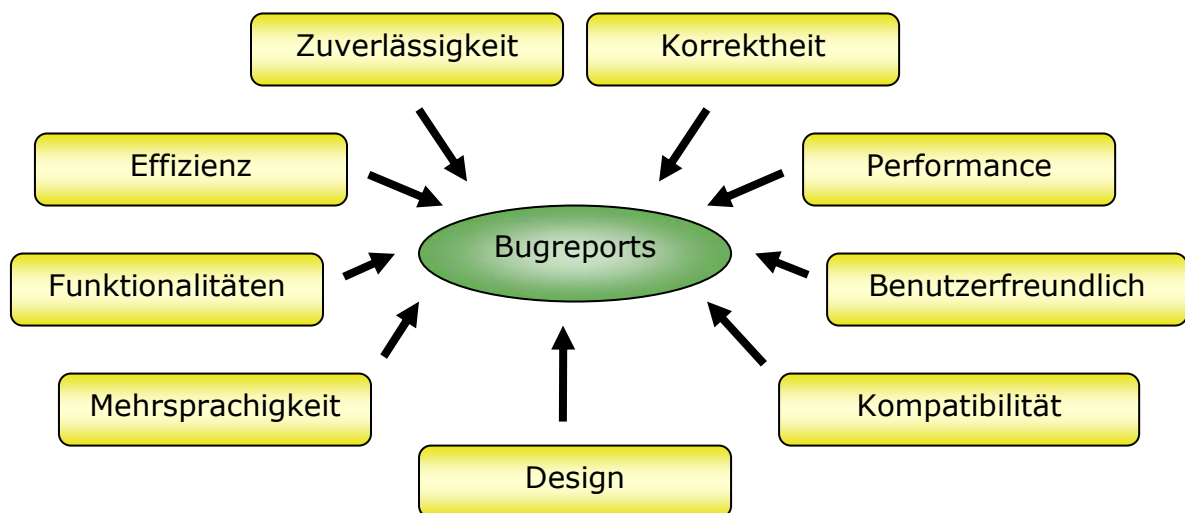 Zuverlässigkeit
Korrektheit
Effizienz
Performance
Bugreports
Funktionalitäten
Benutzerfreundlich
Mehrsprachigkeit
Kompatibilität
Design